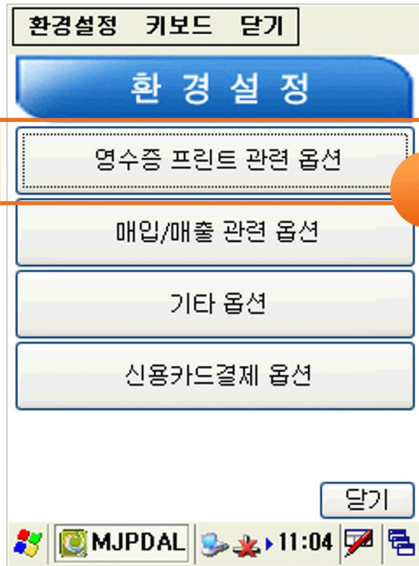 환경설정 키보드 닫기
환 경 설 정
영수증 프린트 관련 옵션
매입/매출 관련 옵션
기타 옵션
신용카드결제 옵션
닫기
MJPDAL 11:04